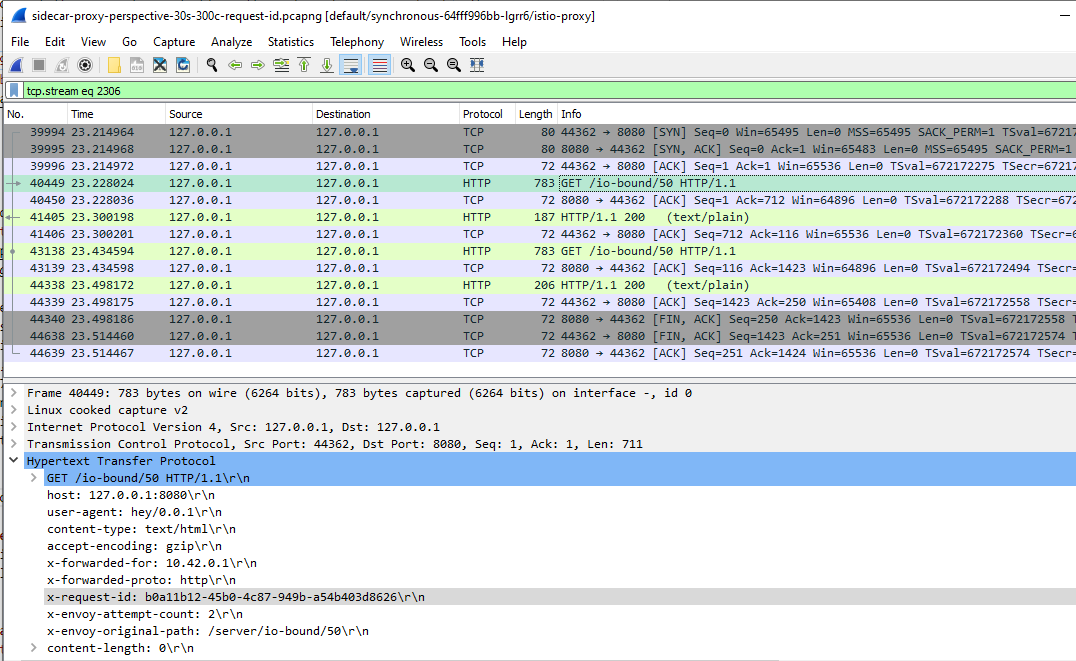 sidecar-proxy-perspective-30s-300c-request-id.pcapng [default/synchronous-64fff996bb-lgrr6/istio-proxy]
File Edit View Go Capture Analyze Statistics Telephony Wireless Tools Help
tcp.stream eq 2306
No. Time Source Destination Protocol Length Info
39994 23.214964 127.0.0.1 127.0.0.1 TCP 80 44362 → 8080 [SYN] Seq=0 Win=65495 Len=0 MSS=65495 SACK_PERM=1 TSval=67217
39995 23.214968 127.0.0.1 127.0.0.1 TCP 80 8080 → 44362 [SYN, ACK] Seq=0 Ack=1 Win=65483 Len=0 MSS=65495 SACK_PERM=1
39996 23.214972 127.0.0.1 127.0.0.1 TCP 72 44362 → 8080 [ACK] Seq=1 Ack=1 Win=65536 Len=0 TSval=672172275 TSecr=67217
40449 23.228024 127.0.0.1 127.0.0.1 HTTP 783 GET /io-bound/50 HTTP/1.1
40450 23.228036 127.0.0.1 127.0.0.1 TCP 72 8080 → 44362 [ACK] Seq=1 Ack=712 Win=64896 Len=0 TSval=672172288 TSecr=672
41405 23.300198 127.0.0.1 127.0.0.1 HTTP 187 HTTP/1.1 200 (text/plain)
41406 23.300201 127.0.0.1 127.0.0.1 TCP 72 44362 → 8080 [ACK] Seq=712 Ack=116 Win=65536 Len=0 TSval=672172360 TSecr=6
43138 23.434594 127.0.0.1 127.0.0.1 HTTP 783 GET /io-bound/50 HTTP/1.1
43139 23.434598 127.0.0.1 127.0.0.1 TCP 72 8080 → 44362 [ACK] Seq=116 Ack=1423 Win=64896 Len=0 TSval=672172494 TSecr=
44338 23.498172 127.0.0.1 127.0.0.1 HTTP 206 HTTP/1.1 200 (text/plain)
44339 23.498175 127.0.0.1 127.0.0.1 TCP 72 44362 → 8080 [ACK] Seq=1423 Ack=250 Win=65408 Len=0 TSval=672172558 TSecr=
44340 23.498186 127.0.0.1 127.0.0.1 TCP 72 8080 → 44362 [FIN, ACK] Seq=250 Ack=1423 Win=65536 Len=0 TSval=672172558 T
44638 23.514460 127.0.0.1 127.0.0.1 TCP 72 44362 → 8080 [FIN, ACK] Seq=1423 Ack=251 Win=65536 Len=0 TSval=672172574 T
44639 23.514467 127.0.0.1 127.0.0.1 TCP 72 8080 → 44362 [ACK] Seq=251 Ack=1424 Win=65536 Len=0 TSval=672172574 TSecr=
Frame 40449: 783 bytes on wire (6264 bits), 783 bytes captured (6264 bits) on interface -, id 0
Linux cooked capture v2
Internet Protocol Version 4, Src: 127.0.0.1, Dst: 127.0.0.1
Transmission Control Protocol, Src Port: 44362, Dst Port: 8080, Seq: 1, Ack: 1, Len: 711
Hypertext Transfer Protocol
GET /io-bound/50 HTTP/1.1\r\n
host: 127.0.0.1:8080\r\n
user-agent: hey/0.0.1\r\n
content-type: text/html\r\n
accept-encoding: gzip\r\n
x-forwarded-for: 10.42.0.1\r\n
x-forwarded-proto: http\r\n
x-request-id: b0a11b12-45b0-4c87-949b-a54b403d8626\r\n
x-envoy-attempt-count: 2\r\n
x-envoy-original-path: /server/io-bound/50\r\n
content-length: 0\r\n